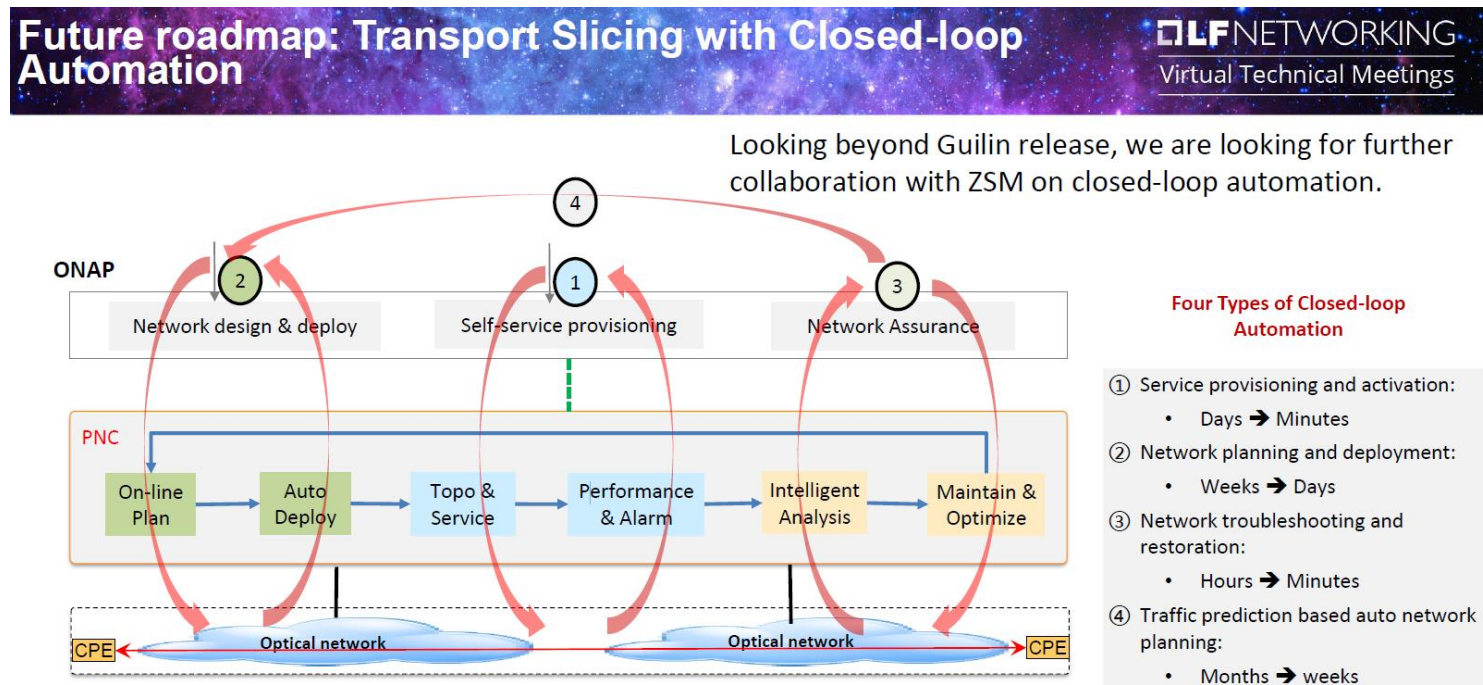 Future roadmap: Transport Slicing with Closed-loop
Automation
LFNETWORKING
Virtual Technical Meetings
Looking beyond Guilin release, we are looking for further
collaboration with ZSM on closed-loop automation.
4
ONAP
2
1
3
Network design & deploy
Self-service provisioning
Network Assurance
PNC
On-line
Plan
Auto
Deploy
Topo &
Service
Performance
& Alarm
Intelligent
Analysis
Maintain &
Optimize
CPE
Optical network
Optical network
CPE
Four Types of Closed-loop
Automation
① Service provisioning and activation:
• Days ➔ Minutes
② Network planning and deployment:
• Weeks ➔ Days
③ Network troubleshooting and
restoration:
• Hours ➔ Minutes
④ Traffic prediction based auto network
planning:
• Months ➔ weeks